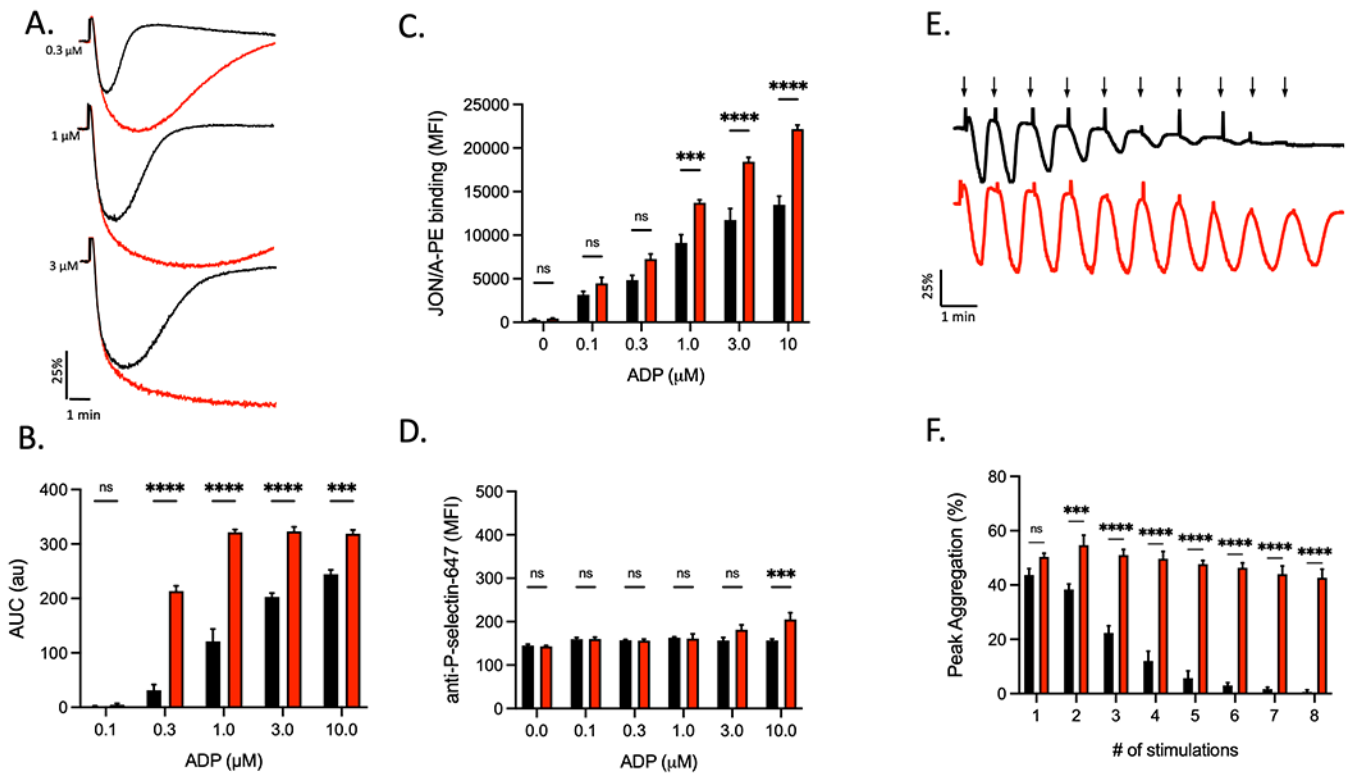 A.
0.3 µM
1 µM
3 µM
25%
1 min
B.
AUC (au)
400
300
200
100
0
ns
****
****
****
***
0.1
0.3
1.0
3.0
10.0
ADP (µM)
C.
JON/A-PE binding (MFI)
25000
20000
15000
10000
5000
0
ns
ns
ns
***
****
****
0
0.1
0.3
1.0
3.0
10
ADP (µM)
D.
anti-P-selectin-647 (MFI)
500
400
300
200
100
0
ns
ns
ns
ns
ns
***
0.0
0.1
0.3
1.0
3.0
10.0
ADP (µM)
E.
25%
1 min
F.
Peak Aggregation (%)
80
60
40
20
0
ns
***
****
****
****
****
****
****
1
2
3
4
5
6
7
8
# of stimulations